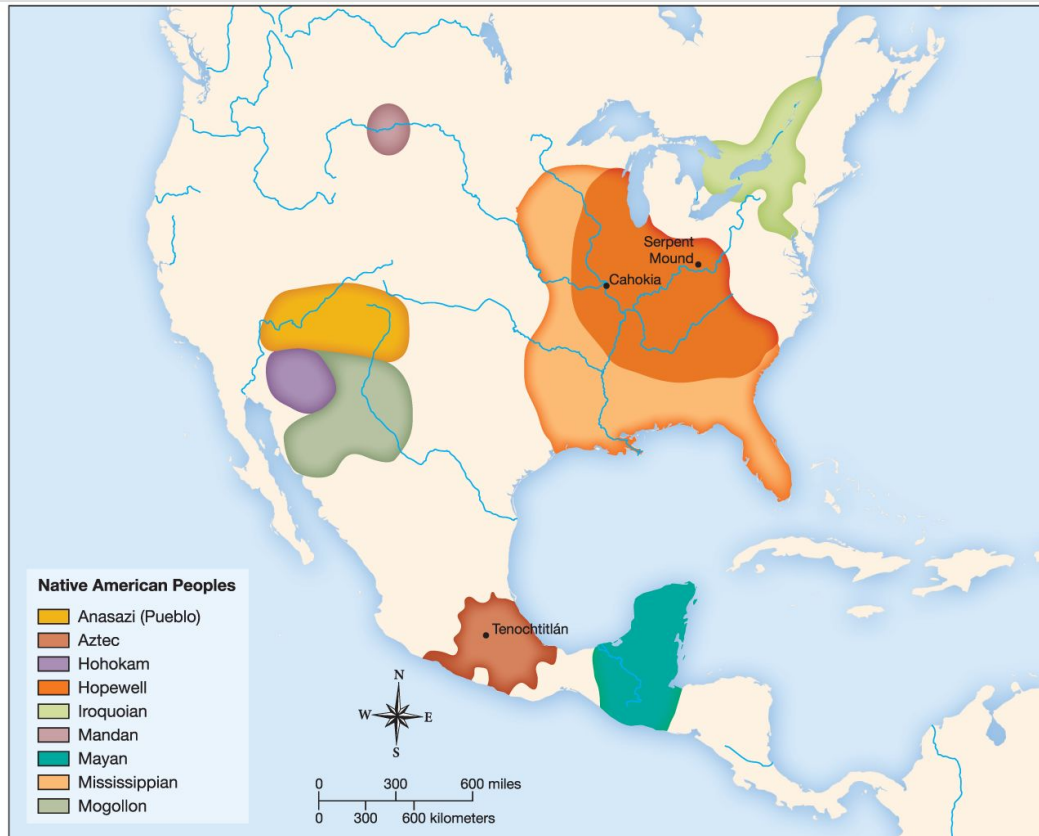 Serpent
Mound
Cahokia
Tenochtitlán
Native American Peoples
Anasazi (Pueblo)
Aztec
Hohokam
Hopewell
Iroquoian
Mandan
Mayan
Mississippian
Mogollon
N
W E
S
0 300 600 miles
0 300 600 kilometers